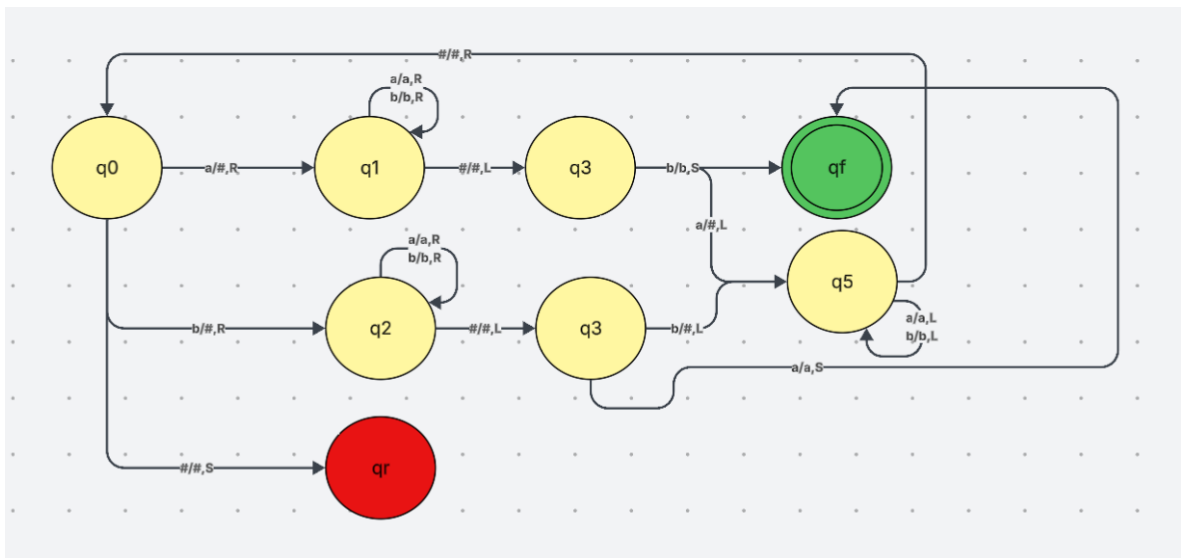 #/#,R
a/a,R
b/b,R
q0
a/#,R
q1
#/#,L
q3
b/b,S
qf
a/#,L
a/a,R
b/b,R
q5
b/#,R
q2
#/#,L
q3
b/#,L
a/a,L
b/b,L
a/a,S
#/#,S
qr